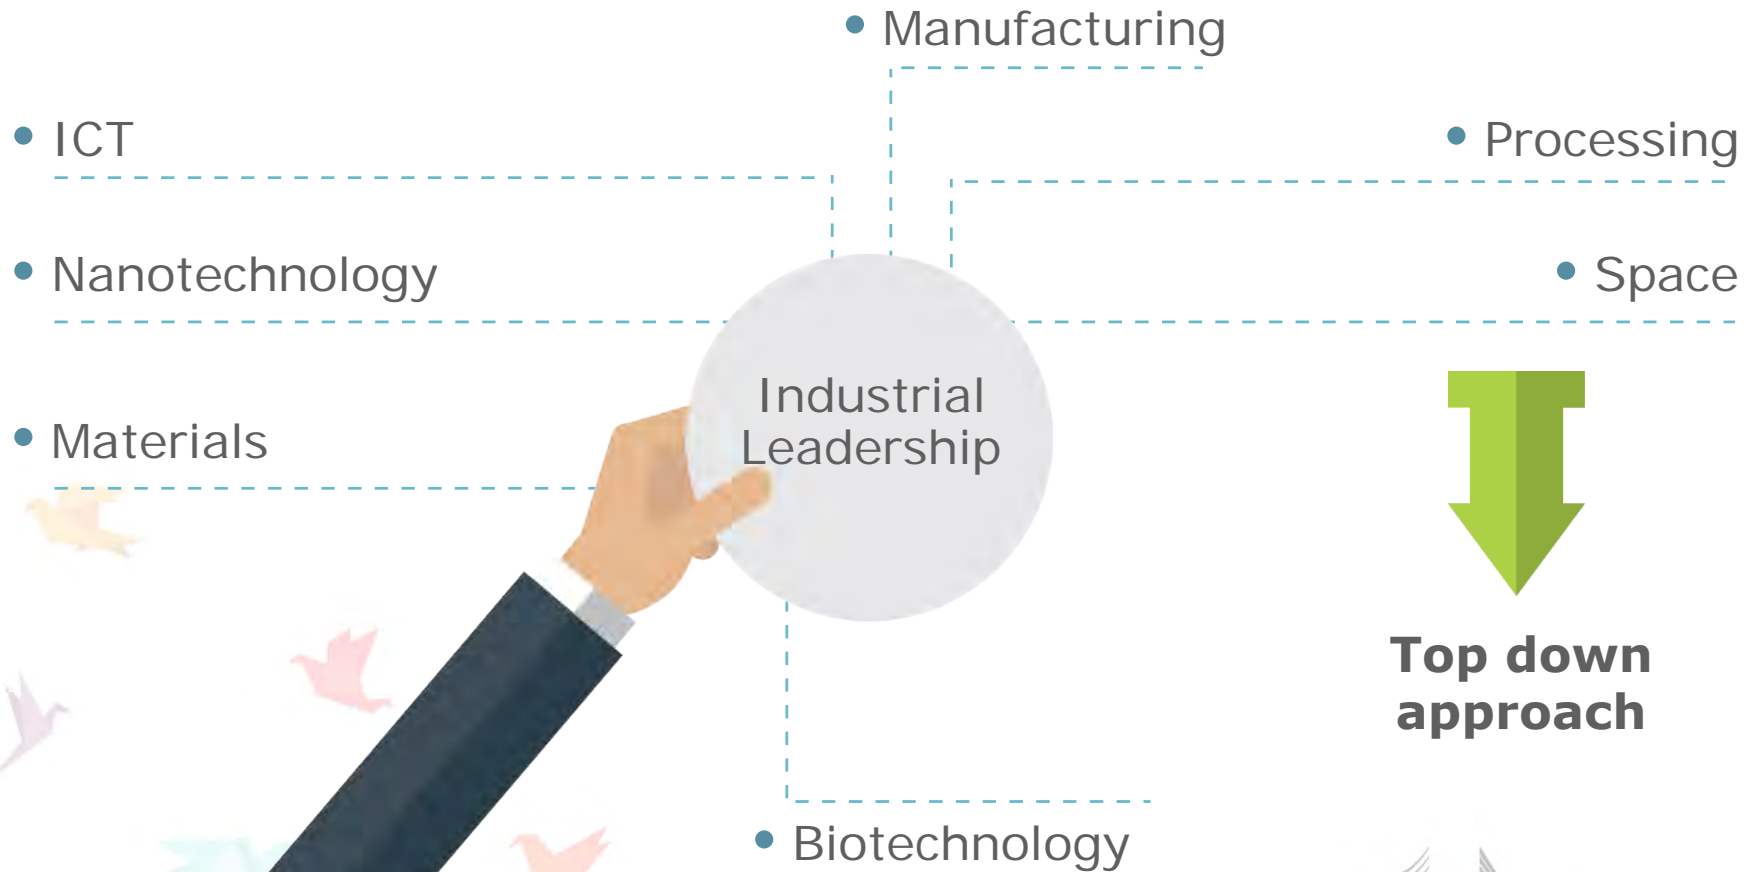 • Manufacturing
• ICT
• Processing
• Nanotechnology
• Space
Industrial
Leadership
• Materials
Top down
approach
• Biotechnology